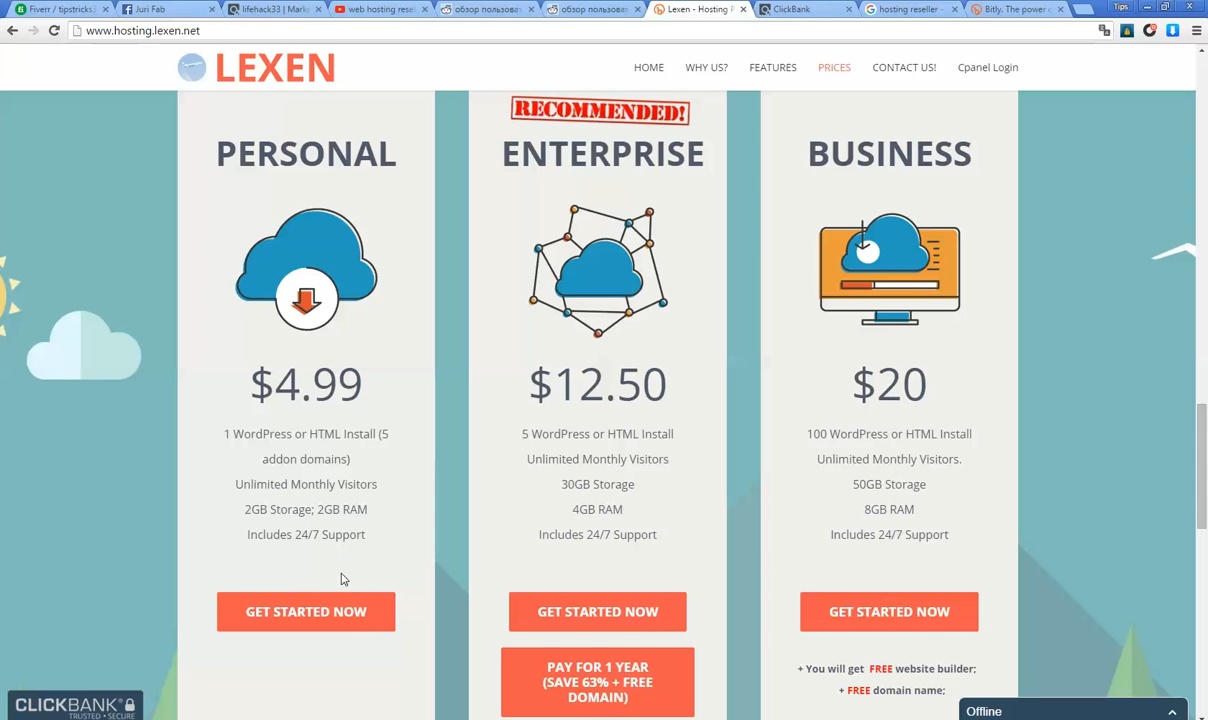 Fiverr / tipstricks
Juri Fab
lifehack33 | Mark
web hosting rese
обзор пользова
обзор пользова
Lexen - Hosting P
ClickBank
hosting reseller -
Bitly. The power
Tips
www.hosting.lexen.net
LEXEN
HOME
WHY US?
FEATURES
PRICES
CONTACT US!
Cpanel Login
RECOMMENDED!
PERSONAL
ENTERPRISE
BUSINESS
$4.99
$12.50
$20
1 WordPress or HTML Install (5
addon domains)
Unlimited Monthly Visitors
2GB Storage; 2GB RAM
Includes 24/7 Support
5 WordPress or HTML Install
Unlimited Monthly Visitors
30GB Storage
4GB RAM
Includes 24/7 Support
100 WordPress or HTML Install
Unlimited Monthly Visitors.
50GB Storage
8GB RAM
Includes 24/7 Support
GET STARTED NOW
GET STARTED NOW
GET STARTED NOW
PAY FOR 1 YEAR
(SAVE 63% + FREE
DOMAIN)
+ You will get FREE website builder;
+ FREE domain name;
CLICKBANK
TRUSTED • SECURE
Offline